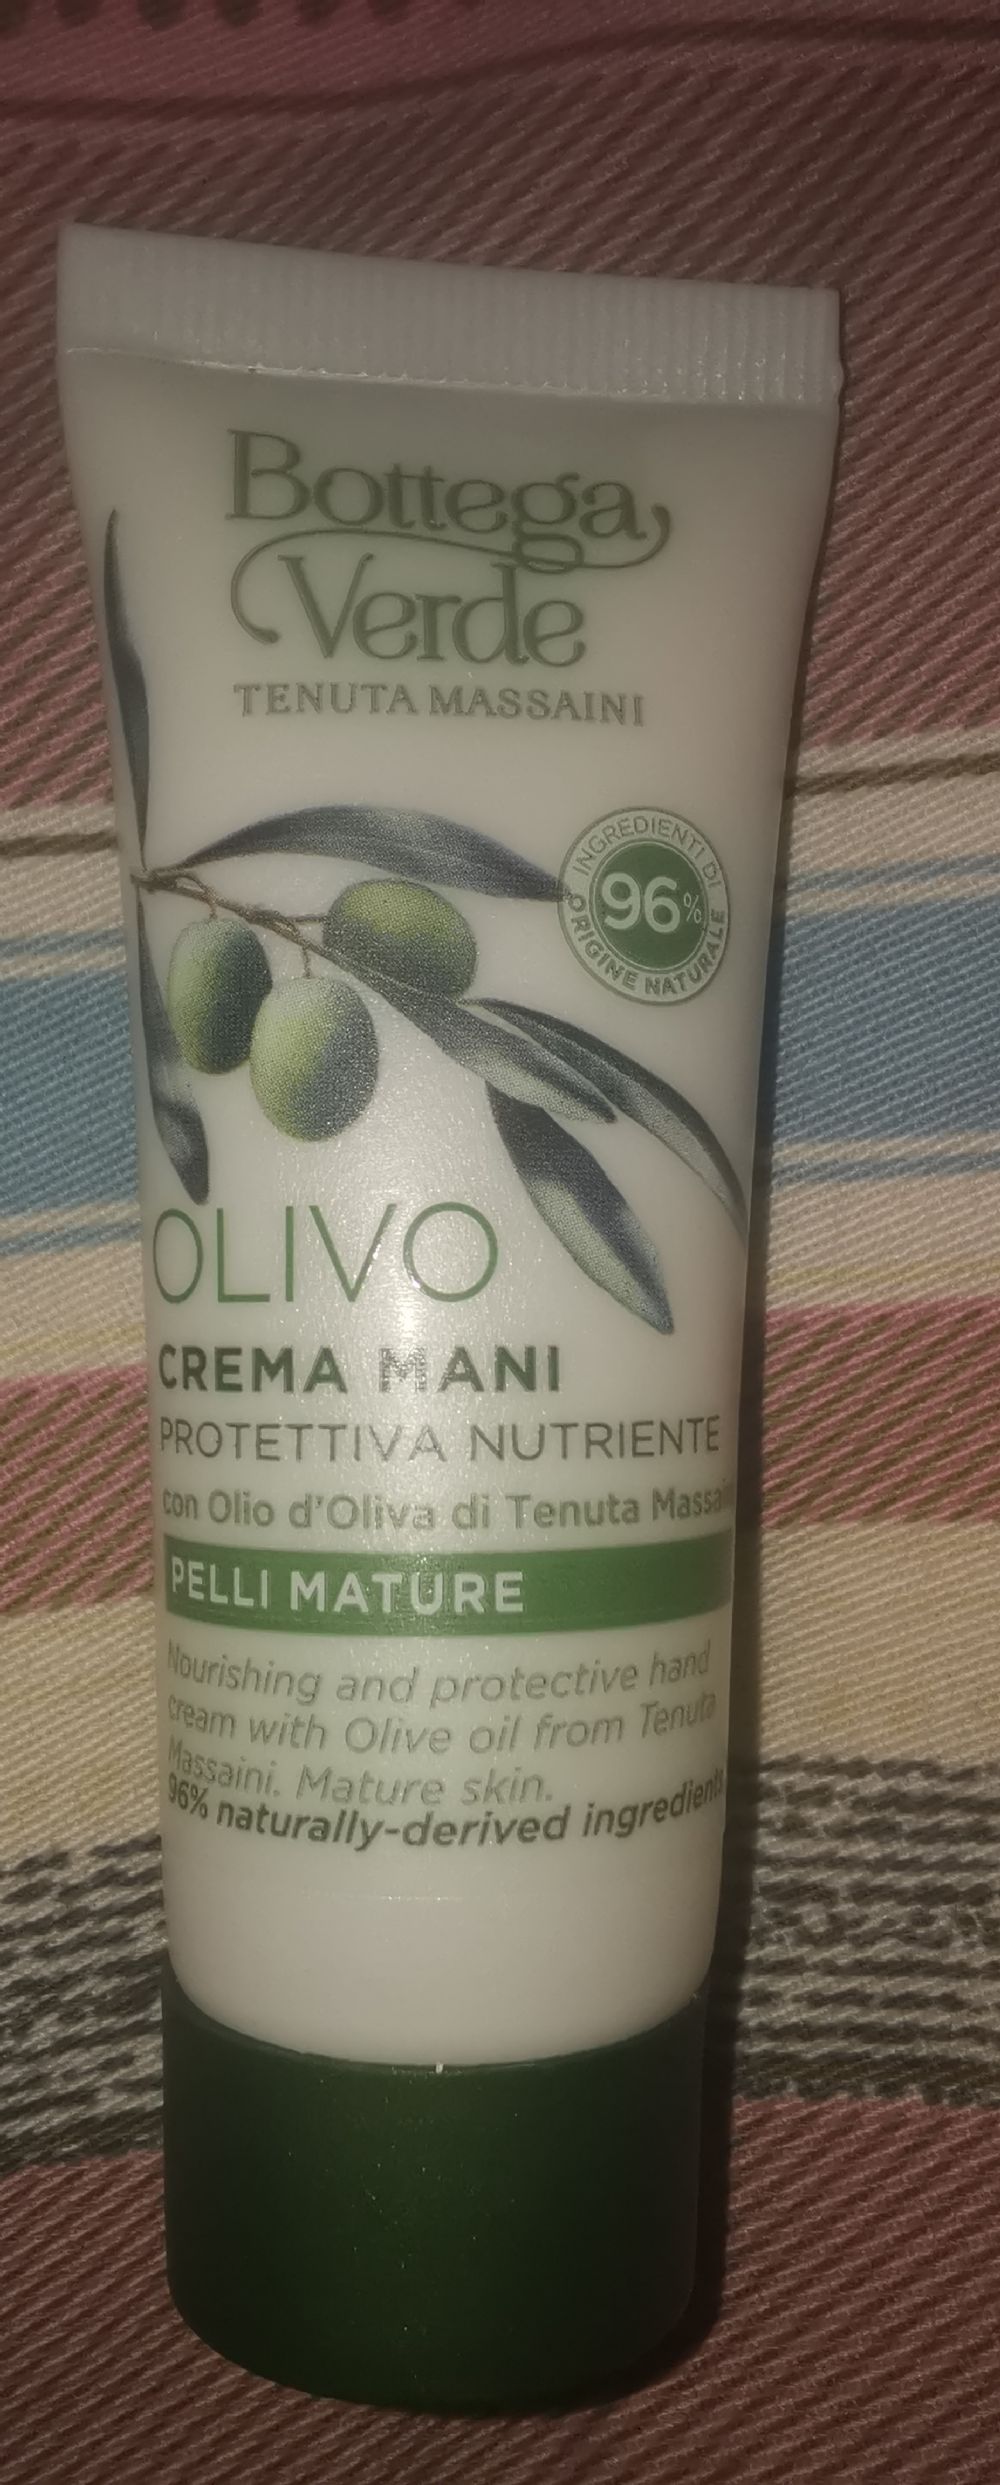 Bottega
Verde
TENUTA MASSAINI
INGREDIENTI DI
96%
ORIGINE NATURALE
OLIVO
CREMA MANI
PROTETTIVA NUTRIENTE
con Olio d'Oliva di Tenuta Massai
PELLI MATURE
Nourishing and protective hand
cream with Olive oil from Tenuta
Massaini. Mature skin.
96% naturally-derived ingredients